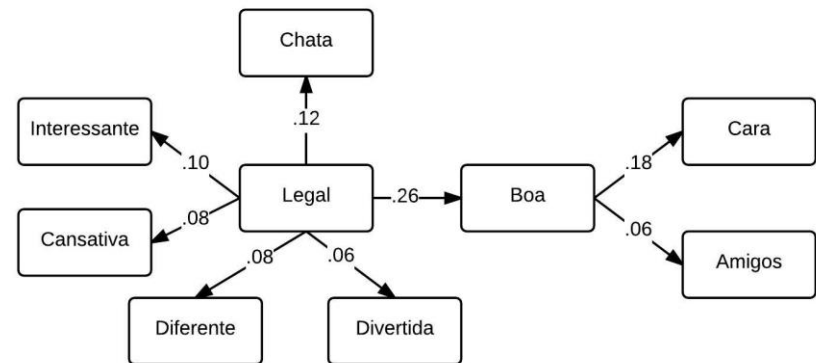 Chata
Interessante
Cara
.12
.10
.18
Legal
.26
Boa
.08
.06
Cansativa
Amigos
.08
.06
Diferente
Divertida